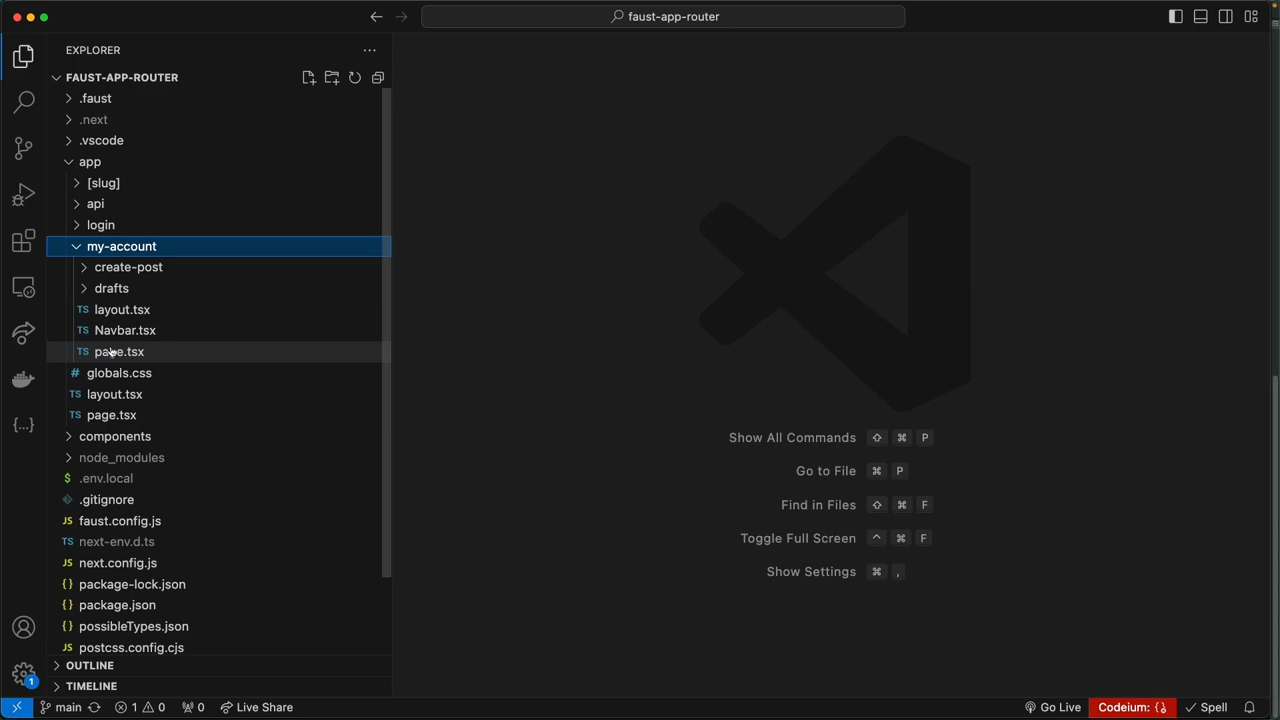 faust-app-router
EXPLORER
FAUST-APP-ROUTER
.faust
.next
.vscode
app
[slug]
api
login
my-account
create-post
drafts
TS layout.tsx
TS Navbar.tsx
TS page.tsx
# globals.css
TS layout.tsx
TS page.tsx
components
node_modules
$ .env.local
.gitignore
JS faust.config.js
TS next-env.d.ts
JS next.config.js
{} package-lock.json
{} package.json
{} possibleTypes.json
JS postcss.config.cjs
OUTLINE
TIMELINE
{...}
1
Show All Commands ⇧ ⌘ P
Go to File ⌘ P
Find in Files ⇧ ⌘ F
Toggle Full Screen ^ ⌘ F
Show Settings ⌘ ,
main 1 0 0 Live Share Go Live Codeium: {} Spell